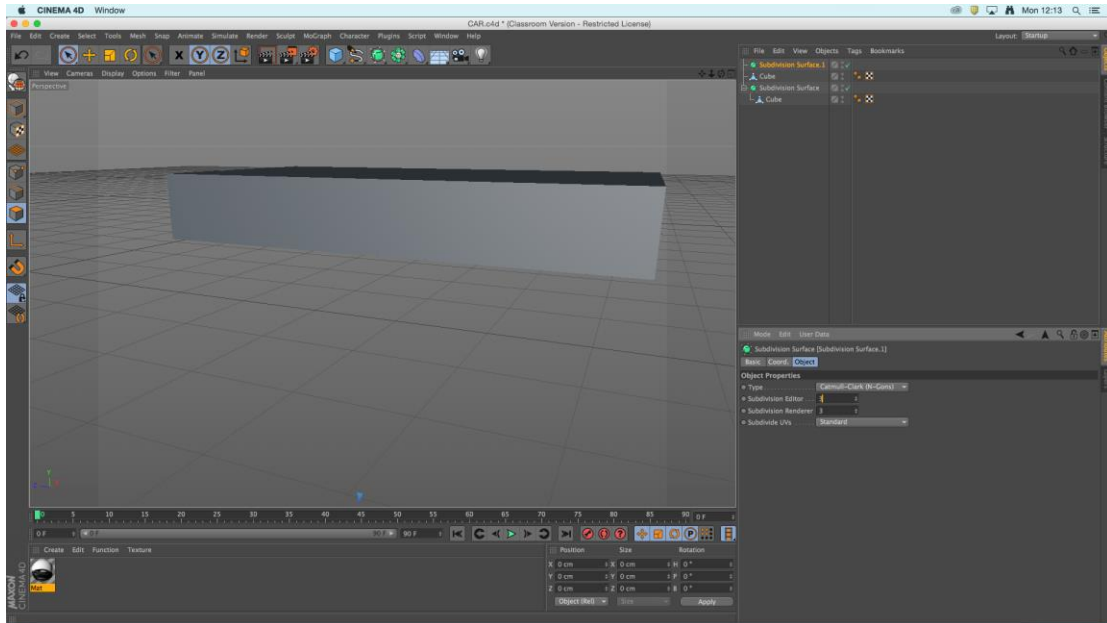 CINEMA 4D Window
Mon 12:13
CAR.c4d * (Classroom Version - Restricted License)
File Edit Create Select Tools Mesh Snap Animate Simulate Render Sculpt MoGraph Character Plugins Script Window Help
Layout: Startup
X Y Z
File Edit View Objects Tags Bookmarks
Subdivision Surface.1
Cube
Subdivision Surface
Cube
View Cameras Display Options Filter Panel
Perspective
Y
Z
Mode Edit User Data
Subdivision Surface [Subdivision Surface.1]
Basic Coord. Object
Object Properties
Type Catmull-Clark (N-Gons)
Subdivision Editor 3
Subdivision Renderer 3
Subdivide UVs Standard
0 5 10 15 20 25 30 35 40 45 50 55 60 65 70 75 80 85 90 0 F
0 F 0 F 90 F 90 F
Create Edit Function Texture
Mat
MAXON CINEMA 4D
Position Size Rotation
X 0 cm X 0 cm H 0 °
Y 0 cm Y 0 cm P 0 °
Z 0 cm Z 0 cm B 0 °
Object (Rel) Size Apply